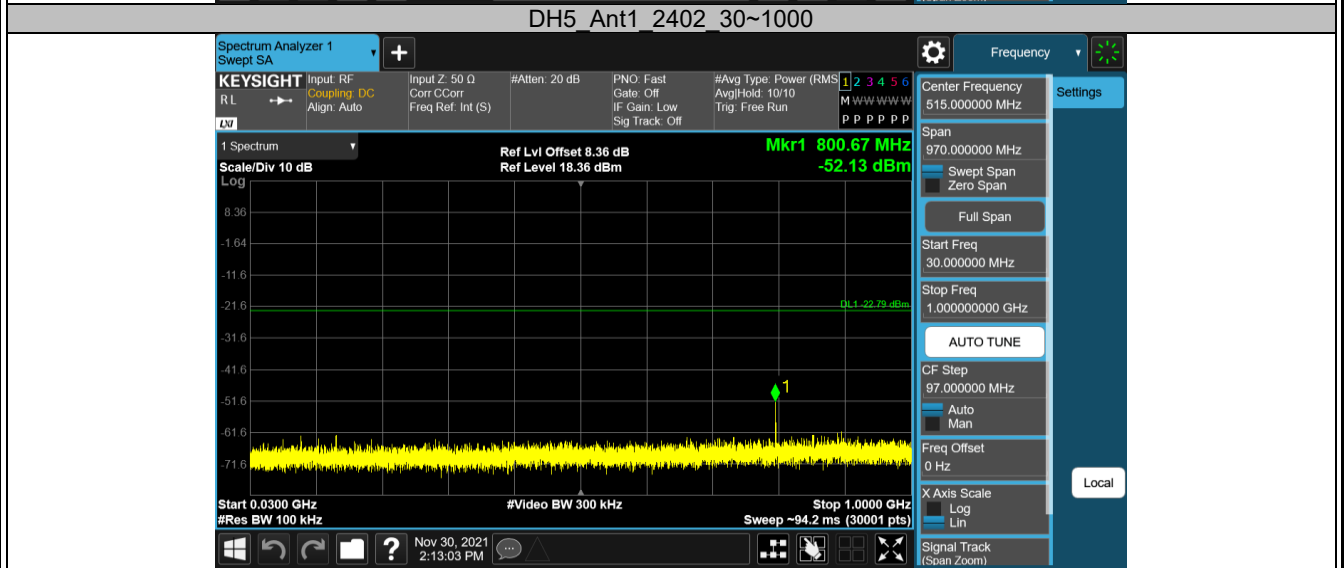 DH5_Ant1_2402_30~1000
Spectrum Analyzer 1
Swept SA
+
Frequency
KEYSIGHT
RL
LXI
Input: RF
Coupling: DC
Align: Auto
Input Z: 50 Ω
Corr CCorr
Freq Ref: Int (S)
#Atten: 20 dB
PNO: Fast
Gate: Off
IF Gain: Low
Sig Track: Off
#Avg Type: Power (RMS
Avg|Hold: 10/10
Trig: Free Run
1 2 3 4 5 6
M W W W W W
P P P P P P
Center Frequency
515.000000 MHz
Settings
1 Spectrum
Scale/Div 10 dB
Log
Ref Lvl Offset 8.36 dB
Ref Level 18.36 dBm
Mkr1 800.67 MHz
-52.13 dBm
Span
970.000000 MHz
Swept Span
Zero Span
Full Span
Start Freq
30.000000 MHz
Stop Freq
1.000000000 GHz
AUTO TUNE
CF Step
97.000000 MHz
Auto
Man
Freq Offset
0 Hz
X Axis Scale
Log
Lin
Signal Track
(Span Zoom)
Local
8.36
-1.64
-11.6
-21.6
DL1 -22.79 dBm
-31.6
-41.6
1
-51.6
-61.6
-71.6
Start 0.0300 GHz
#Res BW 100 kHz
#Video BW 300 kHz
Stop 1.0000 GHz
Sweep ~94.2 ms (30001 pts)
?
Nov 30, 2021
2:13:03 PM